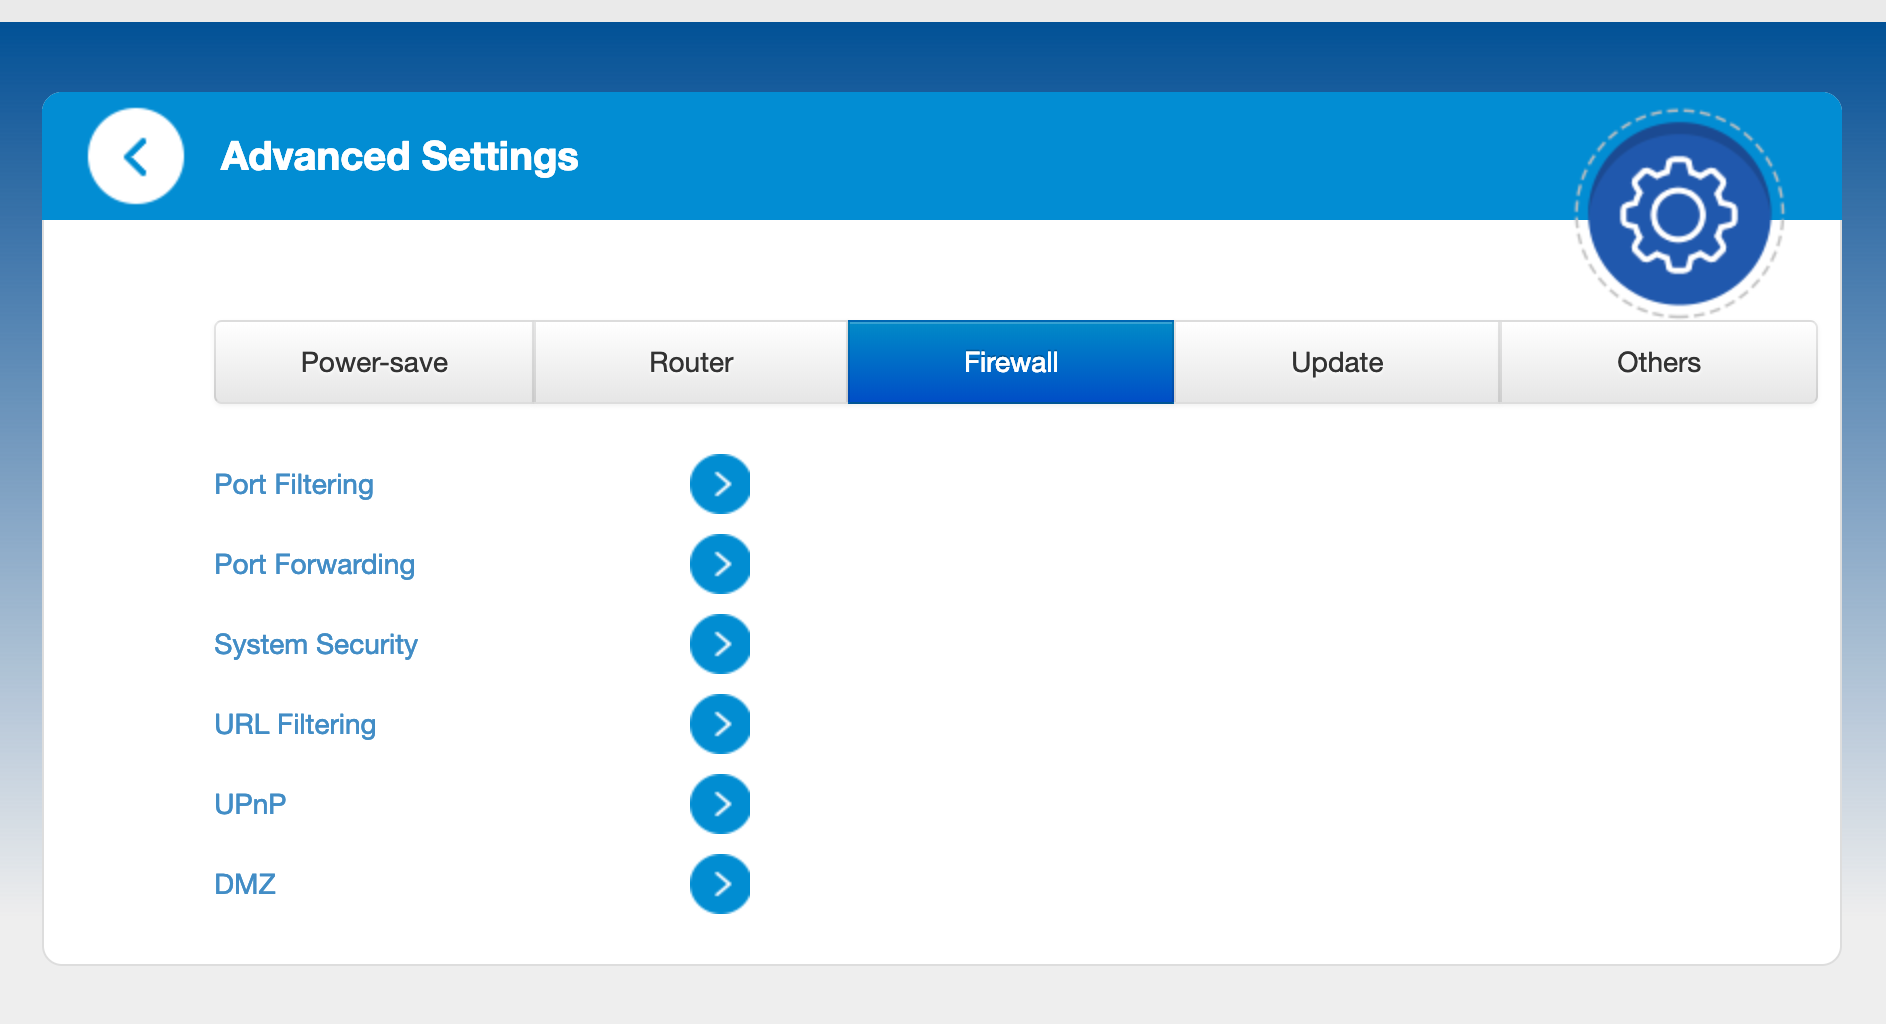 Advanced Settings
Power-save Router Firewall Update Others
Port Filtering
Port Forwarding
System Security
URL Filtering
UPnP
DMZ